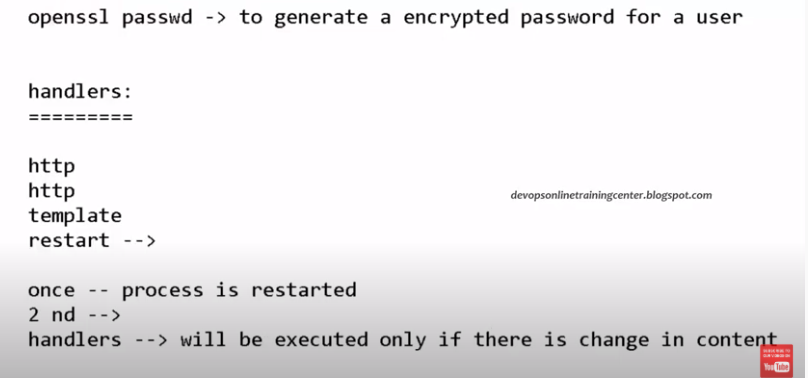 openssl passwd -> to generate a encrypted password for a user
handlers:
=========
http
http
devopsonlinetrainingcenter.blogspot.com
template
restart -->
once -- process is restarted
2 nd -->
handlers --> will be executed only if there is change in content
YouTube